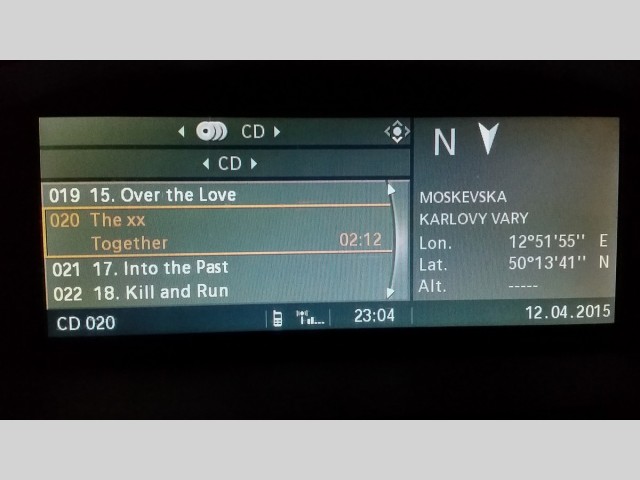 CD
CD
019 15. Over the Love
020 The xx
Together 02:12
021 17. Into the Past
022 18. Kill and Run
CD 020
23:04
N
MOSKEVSKA
KARLOVY VARY
Lon. 12°51'55'' E
Lat. 50°13'41'' N
Alt. -----
12.04.2015